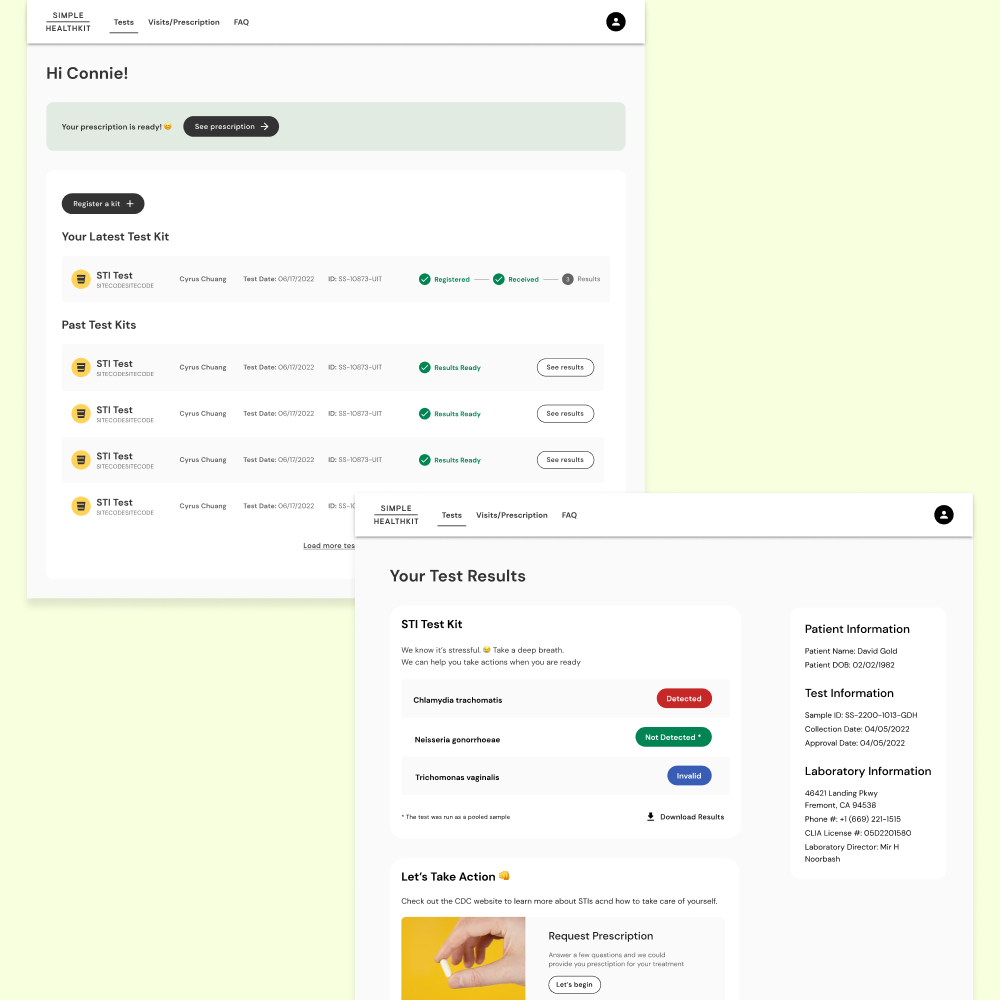 SIMPLE
HEALTHKIT
Tests Visits/Prescription FAQ
Hi Connie!
Your prescription is ready! 😊 See prescription →
Register a kit +
Your Latest Test Kit
STI Test
SITECODESITECODE
Cyrus Chuang Test Date: 06/17/2022 ID: SS-10873-UIT Registered Received 3 Results
Past Test Kits
STI Test
SITECODESITECODE
Cyrus Chuang Test Date: 06/17/2022 ID: SS-10873-UIT Results Ready See results
STI Test
SITECODESITECODE
Cyrus Chuang Test Date: 06/17/2022 ID: SS-10873-UIT Results Ready See results
STI Test
SITECODESITECODE
Cyrus Chuang Test Date: 06/17/2022 ID: SS-10873-UIT Results Ready See results
STI Test
SITECODESITECODE
Cyrus Chuang Test Date: 06/17/2022 ID: SS-10
Load more tes
SIMPLE
HEALTHKIT
Tests Visits/Prescription FAQ
Your Test Results
STI Test Kit
We know it's stressful. 😉 Take a deep breath.
We can help you take actions when you are ready
Chlamydia trachomatis Detected
Neisseria gonorrhoeae Not Detected *
Trichomonas vaginalis Invalid
* The test was run as a pooled sample Download Results
Let's Take Action 👊
Check out the CDC website to learn more about STIs acnd how to take care of yourself.
Request Prescription
Answer a few questions and we could
provide you presctiption for your treatment
Let's begin
Patient Information
Patient Name: David Gold
Patient DOB: 02/02/1982
Test Information
Sample ID: SS-2200-1013-GDH
Collection Date: 04/05/2022
Approval Date: 04/05/2022
Laboratory Information
46421 Landing Pkwy
Fremont, CA 94538
Phone #: +1 (669) 221-1515
CLIA License #: 05D2201580
Laboratory Director: Mir H
Noorbash